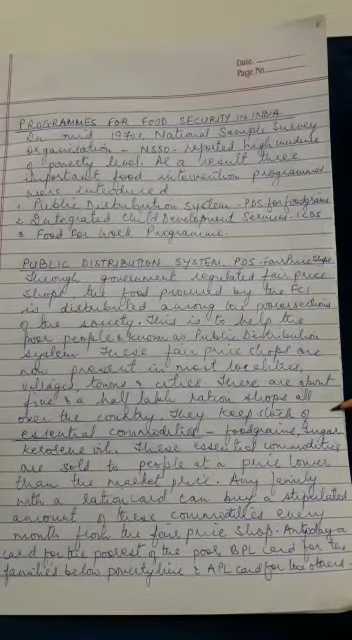 Date
Page No.
PROGRAMMES FOR FOOD SECURITY IN INDIA
In mid 1970s, National Sample Survey
Organisation - NSSO - reported high incidence
of poverty level. As a result three
important food intervention programmes
were introduced
1. Public Distribution System - PDS - for foodgrains
2. Integrated Child Development Services - ICDS
3. Food For Work Programme.
PUBLIC DISTRIBUTION SYSTEM, PDS - Fair Price Shops
Through government regulated fair price
shops the food procured by the FCI
is distributed among the poor sections
of the society. This is to help the
poor people & known as Public Distribution
System. These fair price shops are
now present in most localities,
villages, towns & cities. There are about
five & a half lakh ration shops all
over the country. They keep stock of
essential commodities - foodgrains, sugar
kerosene oil. These essential commodities
are sold to people at a price lower
than the market price. Any family
with a ration card can buy a stipulated
amount of these commodities every
month from the fair price shop. Antyodaya
card for the poorest of the poor, BPL card for the
families below poverty line & APL card for the others -